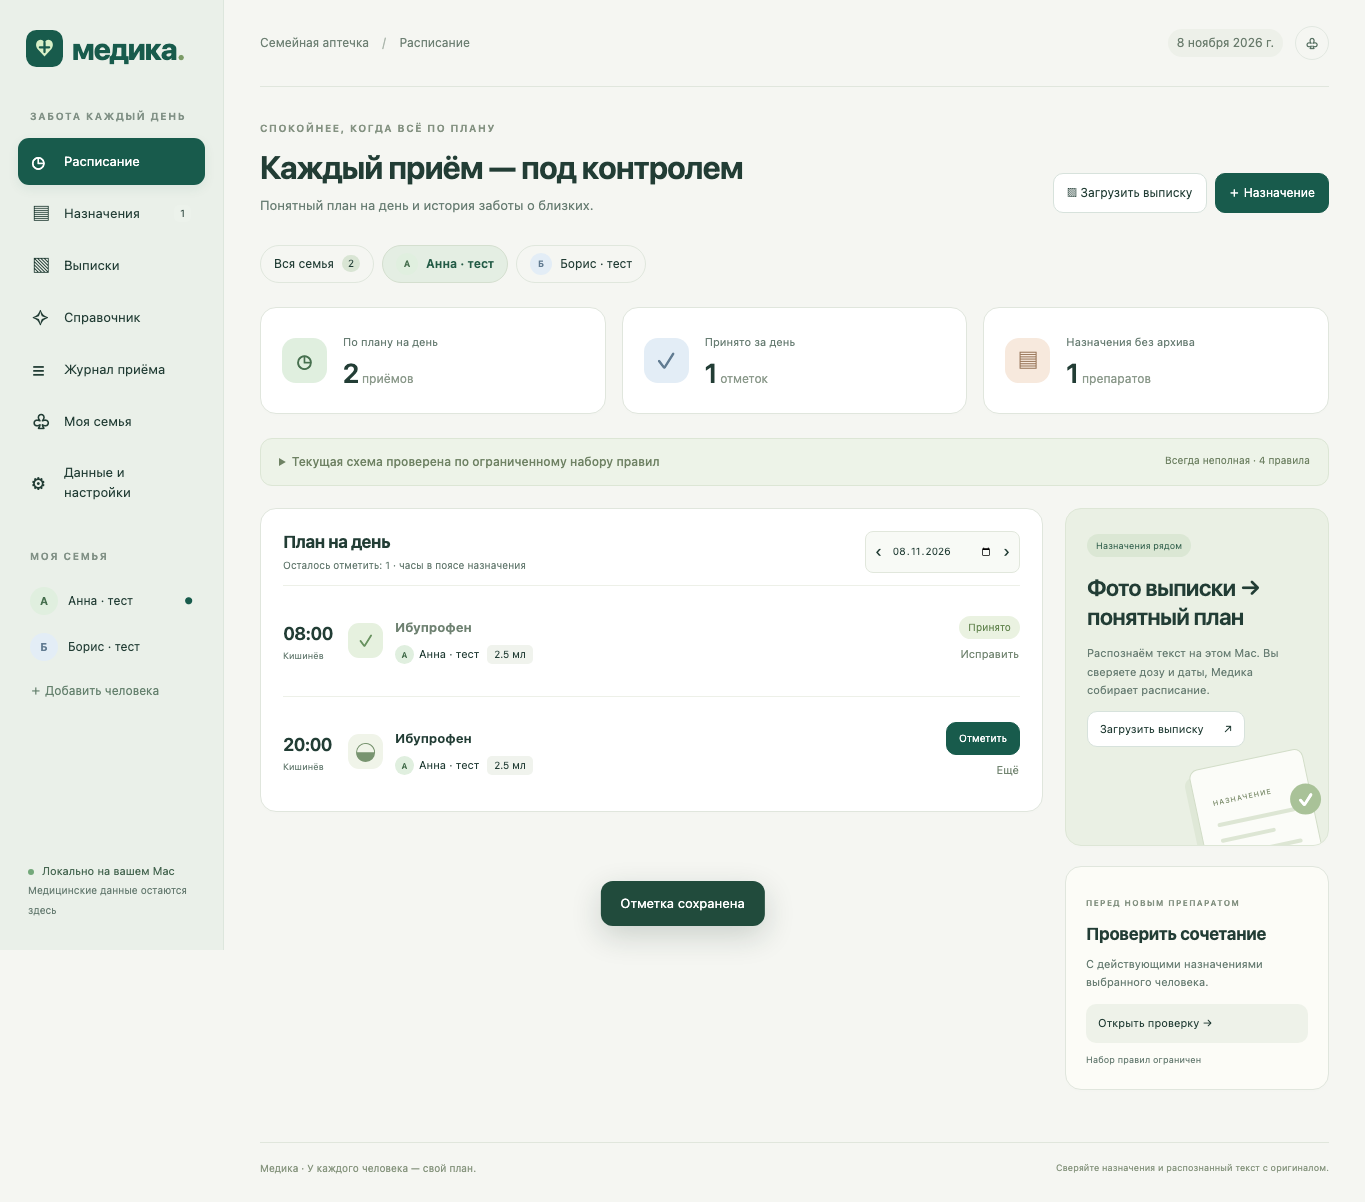 медика.
ЗАБОТА КАЖДЫЙ ДЕНЬ
Расписание
Назначения 1
Выписки
Справочник
Журнал приёма
Моя семья
Данные и
настройки
МОЯ СЕМЬЯ
А Анна · тест
Б Борис · тест
+ Добавить человека
Локально на вашем Mac
Медицинские данные остаются
здесь
Семейная аптечка / Расписание
8 ноября 2026 г.
СПОКОЙНЕЕ, КОГДА ВСЁ ПО ПЛАНУ
Каждый приём — под контролем
Понятный план на день и история заботы о близких.
Загрузить выписку
+ Назначение
Вся семья 2
А Анна · тест
Б Борис · тест
По плану на день
2 приёмов
Принято за день
1 отметок
Назначения без архива
1 препаратов
Текущая схема проверена по ограниченному набору правил
Всегда неполная · 4 правила
План на день
Осталось отметить: 1 · часы в поясе назначения
08.11.2026
08:00
Кишинёв
Ибупрофен
А Анна · тест 2.5 мл
Принято
Исправить
20:00
Кишинёв
Ибупрофен
А Анна · тест 2.5 мл
Отметить
Ещё
Назначения рядом
Фото выписки →
понятный план
Распознаём текст на этом Mac. Вы
сверяете дозу и даты, Медика
собирает расписание.
Загрузить выписку ↗
НАЗНАЧЕНИЕ
ПЕРЕД НОВЫМ ПРЕПАРАТОМ
Проверить сочетание
С действующими назначениями
выбранного человека.
Открыть проверку →
Набор правил ограничен
Отметка сохранена
Медика · У каждого человека — свой план.
Сверяйте назначения и распознанный текст с оригиналом.